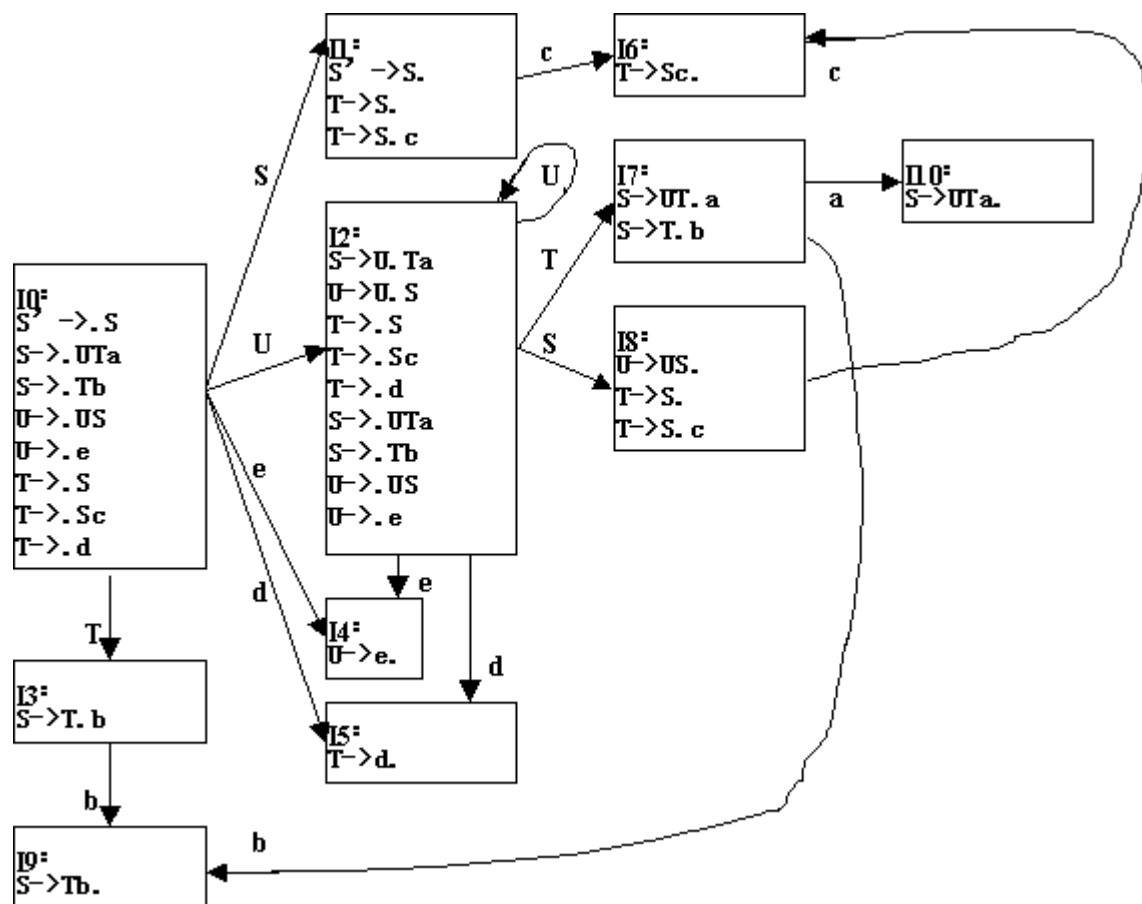 I0:
S' ->.S
S->.UTa
S->.Tb
U->.US
U->.e
T->.S
T->.Sc
T->.d
S
U
e
d
T
I1:
S' ->S.
T->S.
T->S.c
c
I6:
T->Sc.
c
U
I2:
S->U.Ta
U->U.S
T->.S
T->.Sc
T->.d
S->.UTa
S->.Tb
U->.US
U->.e
T
S
I7:
S->UT.a
S->T.b
a
I10:
S->UTa.
I8:
U->US.
T->S.
T->S.c
e
d
I4:
U->e.
I5:
T->d.
I3:
S->T.b
b
b
I9:
S->Tb.